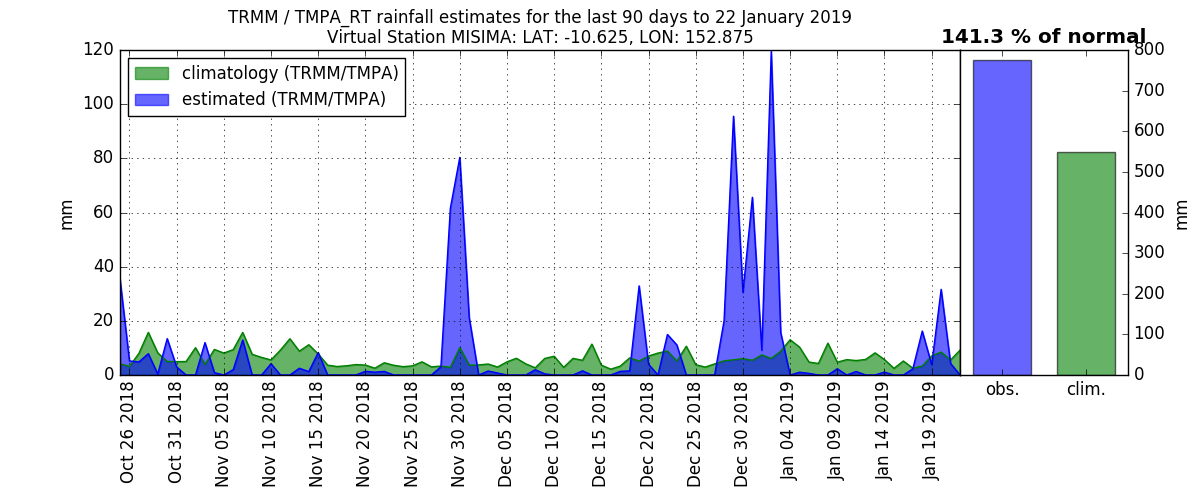 TRMM / TMPA_RT rainfall estimates for the last 90 days to 22 January 2019
Virtual Station MISIMA: LAT: -10.625, LON: 152.875
141.3 % of normal
climatology (TRMM/TMPA)
estimated (TRMM/TMPA)
120
100
80
60
40
20
0
mm
Oct 26 2018
Oct 31 2018
Nov 05 2018
Nov 10 2018
Nov 15 2018
Nov 20 2018
Nov 25 2018
Nov 30 2018
Dec 05 2018
Dec 10 2018
Dec 15 2018
Dec 20 2018
Dec 25 2018
Dec 30 2018
Jan 04 2019
Jan 09 2019
Jan 14 2019
Jan 19 2019
800
700
600
500
400
300
200
100
0
mm
obs.
clim.